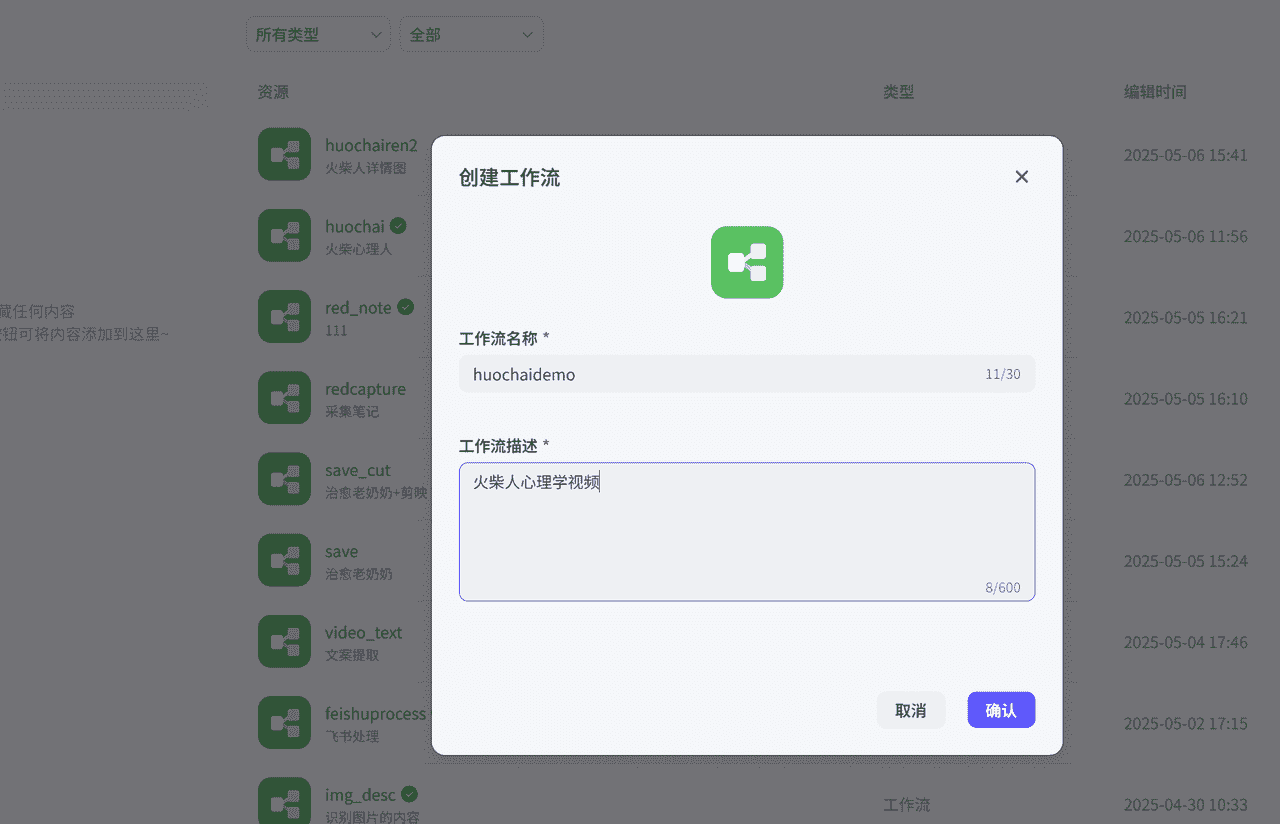 所有类型
全部
资源
类型
编辑时间
huochairen2
火柴人详情图
2025-05-06 15:41
huochai
火柴心理人
2025-05-06 11:56
藏任何内容
钮可将内容添加到这里~
red_note
111
2025-05-05 16:21
redcapture
采集笔记
2025-05-05 16:10
save_cut
治愈老奶奶+剪映
2025-05-05 12:52
save
治愈老奶奶
2025-05-05 15:24
video_text
文案提取
2025-05-04 17:46
feishuprocess
飞书处理
2025-05-02 17:15
img_desc
识别图片的内容
工作流
2025-04-30 10:33
创建工作流
工作流名称 *
huochaidemo
11/30
工作流描述 *
火柴人心理学视频
8/600
取消
确认